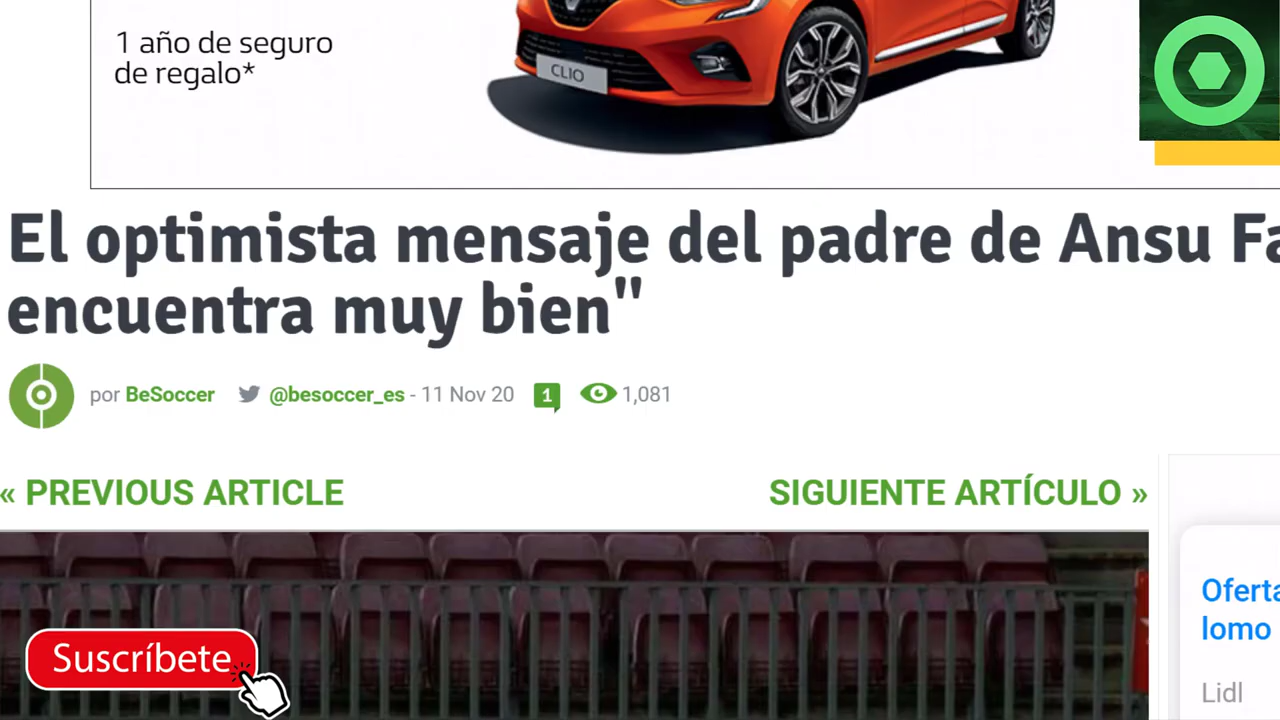 1 año de seguro
de regalo*
CLIO
El optimista mensaje del padre de Ansu Fa
encuentra muy bien"
por BeSoccer @besoccer_es - 11 Nov 20 1 1,081
« PREVIOUS ARTICLE SIGUIENTE ARTÍCULO »
Oferta
lomo
Lidl
Suscríbete